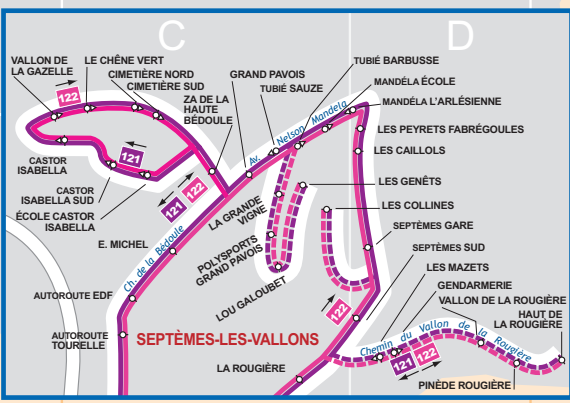 C
D
VALLON DE
LA GAZELLE
LE CHÊNE VERT
CIMETIÈRE NORD
CIMETIÈRE SUD
ZA DE LA
HAUTE
BÉDOULE
GRAND PAVOIS
TUBIÉ SAUZE
TUBIÉ BARBUSSE
MANDÉLA ÉCOLE
MANDÉLA L'ARLÉSIENNE
122
Av. Nelson Mandela
LES PEYRETS FABRÉGOULES
LES CAILLOLS
121
CASTOR
ISABELLA
CASTOR
ISABELLA SUD
ÉCOLE CASTOR
ISABELLA
121
122
LES GENÊTS
LES COLLINES
LA GRANDE
VIGNE
SEPTÈMES GARE
E. MICHEL
Ch. de la Bédoule
POLYSPORTS
GRAND PAVOIS
SEPTÈMES SUD
LES MAZETS
GENDARMERIE
VALLON DE LA ROUGIÈRE
HAUT DE
LA ROUGIÈRE
AUTOROUTE EDF
LOU GALOUBET
122
AUTOROUTE
TOURELLE
SEPTÈMES-LES-VALLONS
Chemin du Vallon de la Rougière
121
122
LA ROUGIÈRE
PINÈDE ROUGIÈRE